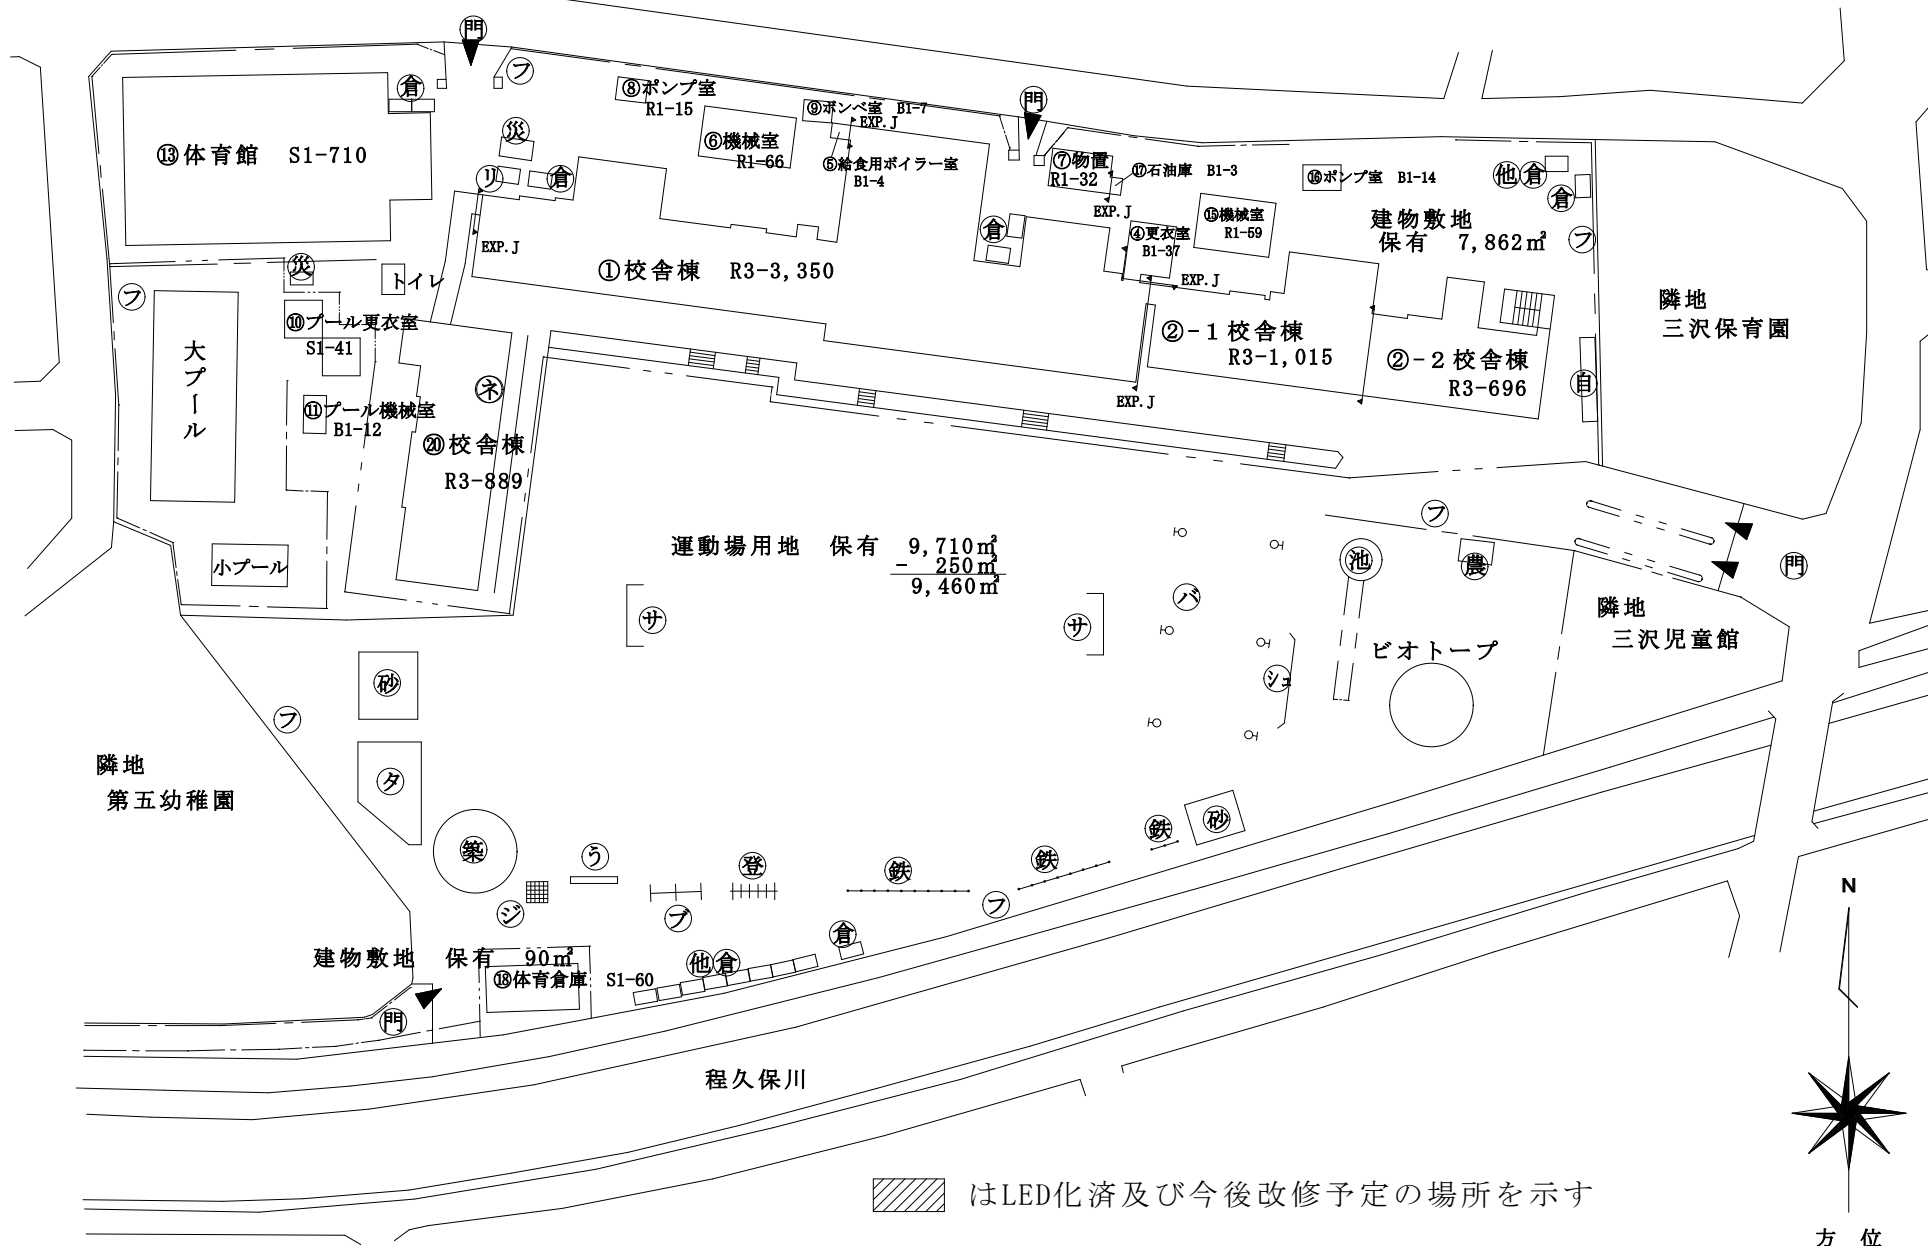 門
フ
倉
⑬体育館 S1-710
災
リ
倉
⑧ポンプ室
R1-15
⑥機械室
R1-66
⑨ボンベ室 B1-7
EXP.J
⑤給食用ボイラー室
B1-4
門
⑦物置
R1-32
⑰石油庫 B1-3
EXP.J
⑯ポンプ室 B1-14
他倉
倉
建物敷地
保有 7,862㎡
フ
⑮機械室
R1-59
④更衣室
B1-37
EXP.J
倉
EXP.J
①校舎棟 R3-3,350
災
トイレ
フ
⑩プール更衣室
S1-41
大プール
⑪プール機械室
B1-12
ネ
⑳校舎棟
R3-889
小プール
②-1校舎棟
R3-1,015
②-2校舎棟
R3-696
EXP.J
自
隣地
三沢保育園
運動場用地 保有 9,710㎡
- 250㎡
9,460㎡
フ
池
農
門
隣地
三沢児童館
サ
サ
バ
シュ
ビオトープ
砂
フ
タ
隣地
第五幼稚園
築
う
登
鉄
鉄
鉄
砂
ジ
ブ
フ
倉
他倉
建物敷地 保有 90㎡
⑱体育倉庫 S1-60
門
程久保川
N
はLED化済及び今後改修予定の場所を示す
方 位